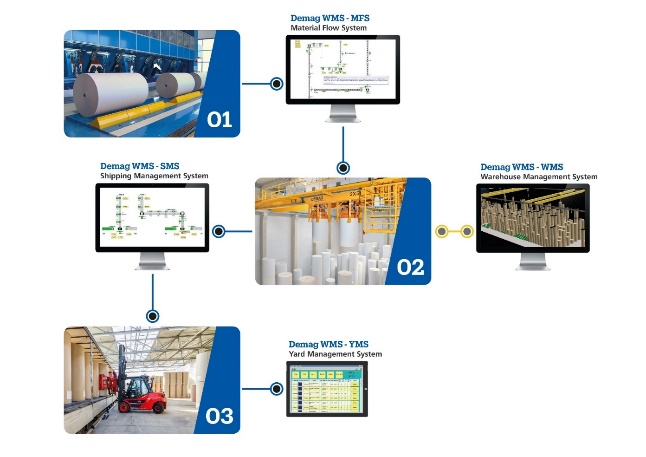 Demag WMS - MFS
Material Flow System
01
Demag WMS - SMS
Shipping Management System
Demag WMS - WMS
Warehouse Management System
02
Demag WMS - YMS
Yard Management System
03